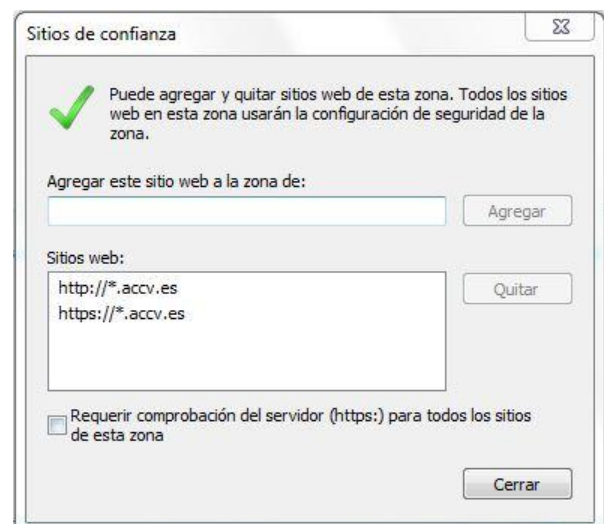 Sitios de confianza
Puede agregar y quitar sitios web de esta zona. Todos los sitios
web en esta zona usarán la configuración de seguridad de la
zona.
Agregar este sitio web a la zona de:
Agregar
Sitios web:
http://*.accv.es
https://*.accv.es
Quitar
Requerir comprobación del servidor (https:) para todos los sitios
de esta zona
Cerrar